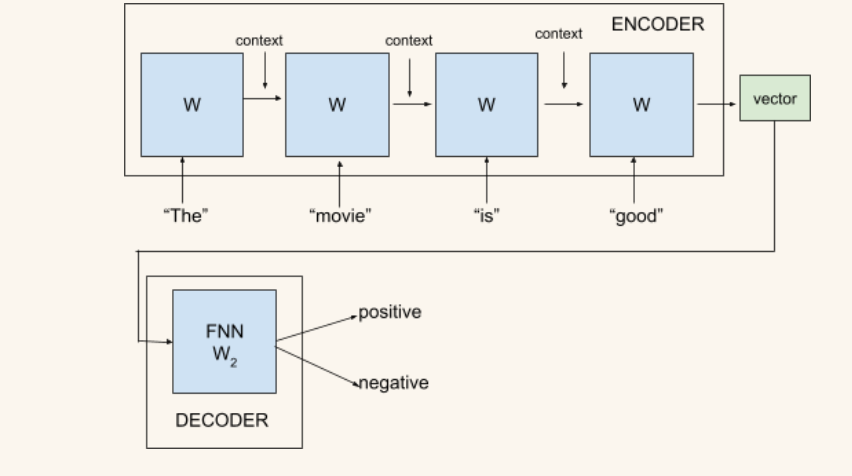 ENCODER
context
context
context
W
W
W
W
vector
“The”
“movie”
“is”
“good”
FNN
W₂
positive
negative
DECODER